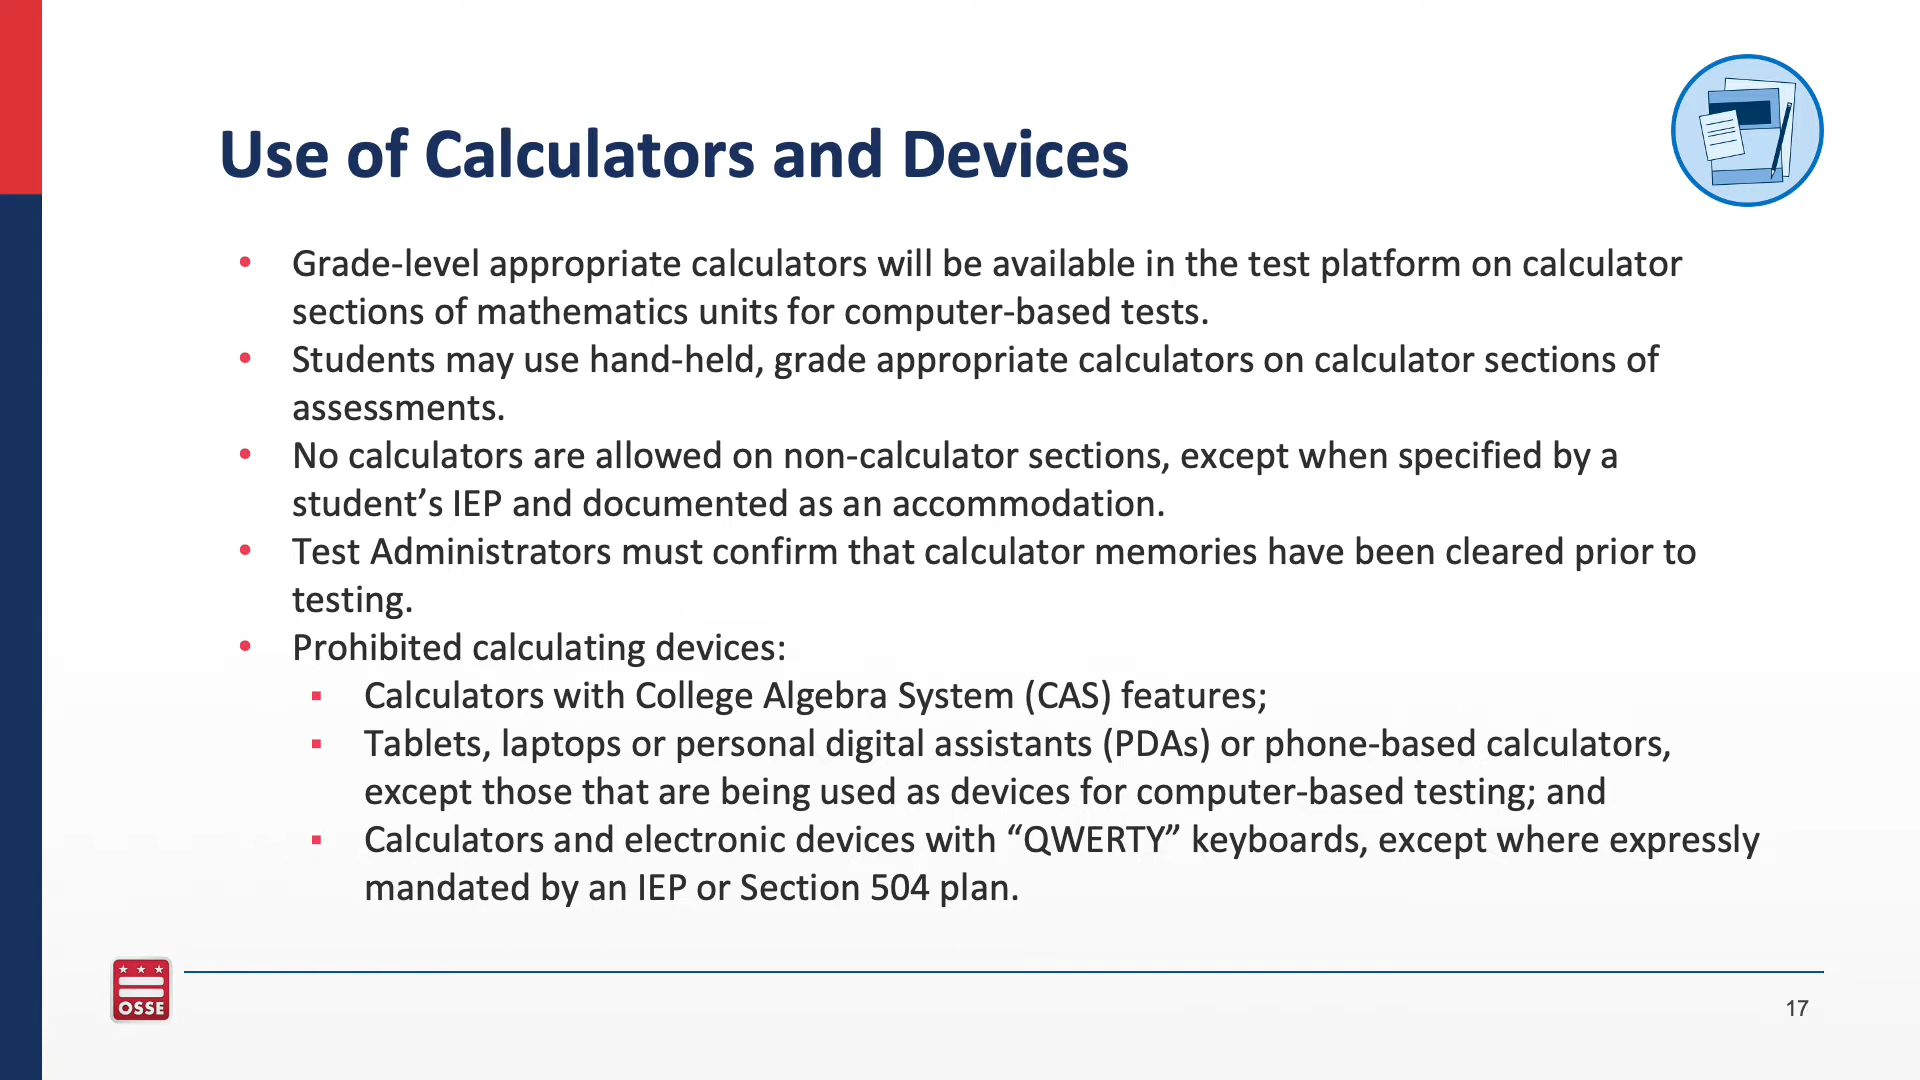 Use of Calculators and Devices
• Grade-level appropriate calculators will be available in the test platform on calculator
sections of mathematics units for computer-based tests.
• Students may use hand-held, grade appropriate calculators on calculator sections of
assessments.
• No calculators are allowed on non-calculator sections, except when specified by a
student’s IEP and documented as an accommodation.
• Test Administrators must confirm that calculator memories have been cleared prior to
testing.
• Prohibited calculating devices:
▪ Calculators with College Algebra System (CAS) features;
▪ Tablets, laptops or personal digital assistants (PDAs) or phone-based calculators,
except those that are being used as devices for computer-based testing; and
▪ Calculators and electronic devices with “QWERTY” keyboards, except where expressly
mandated by an IEP or Section 504 plan.
OSSE
17